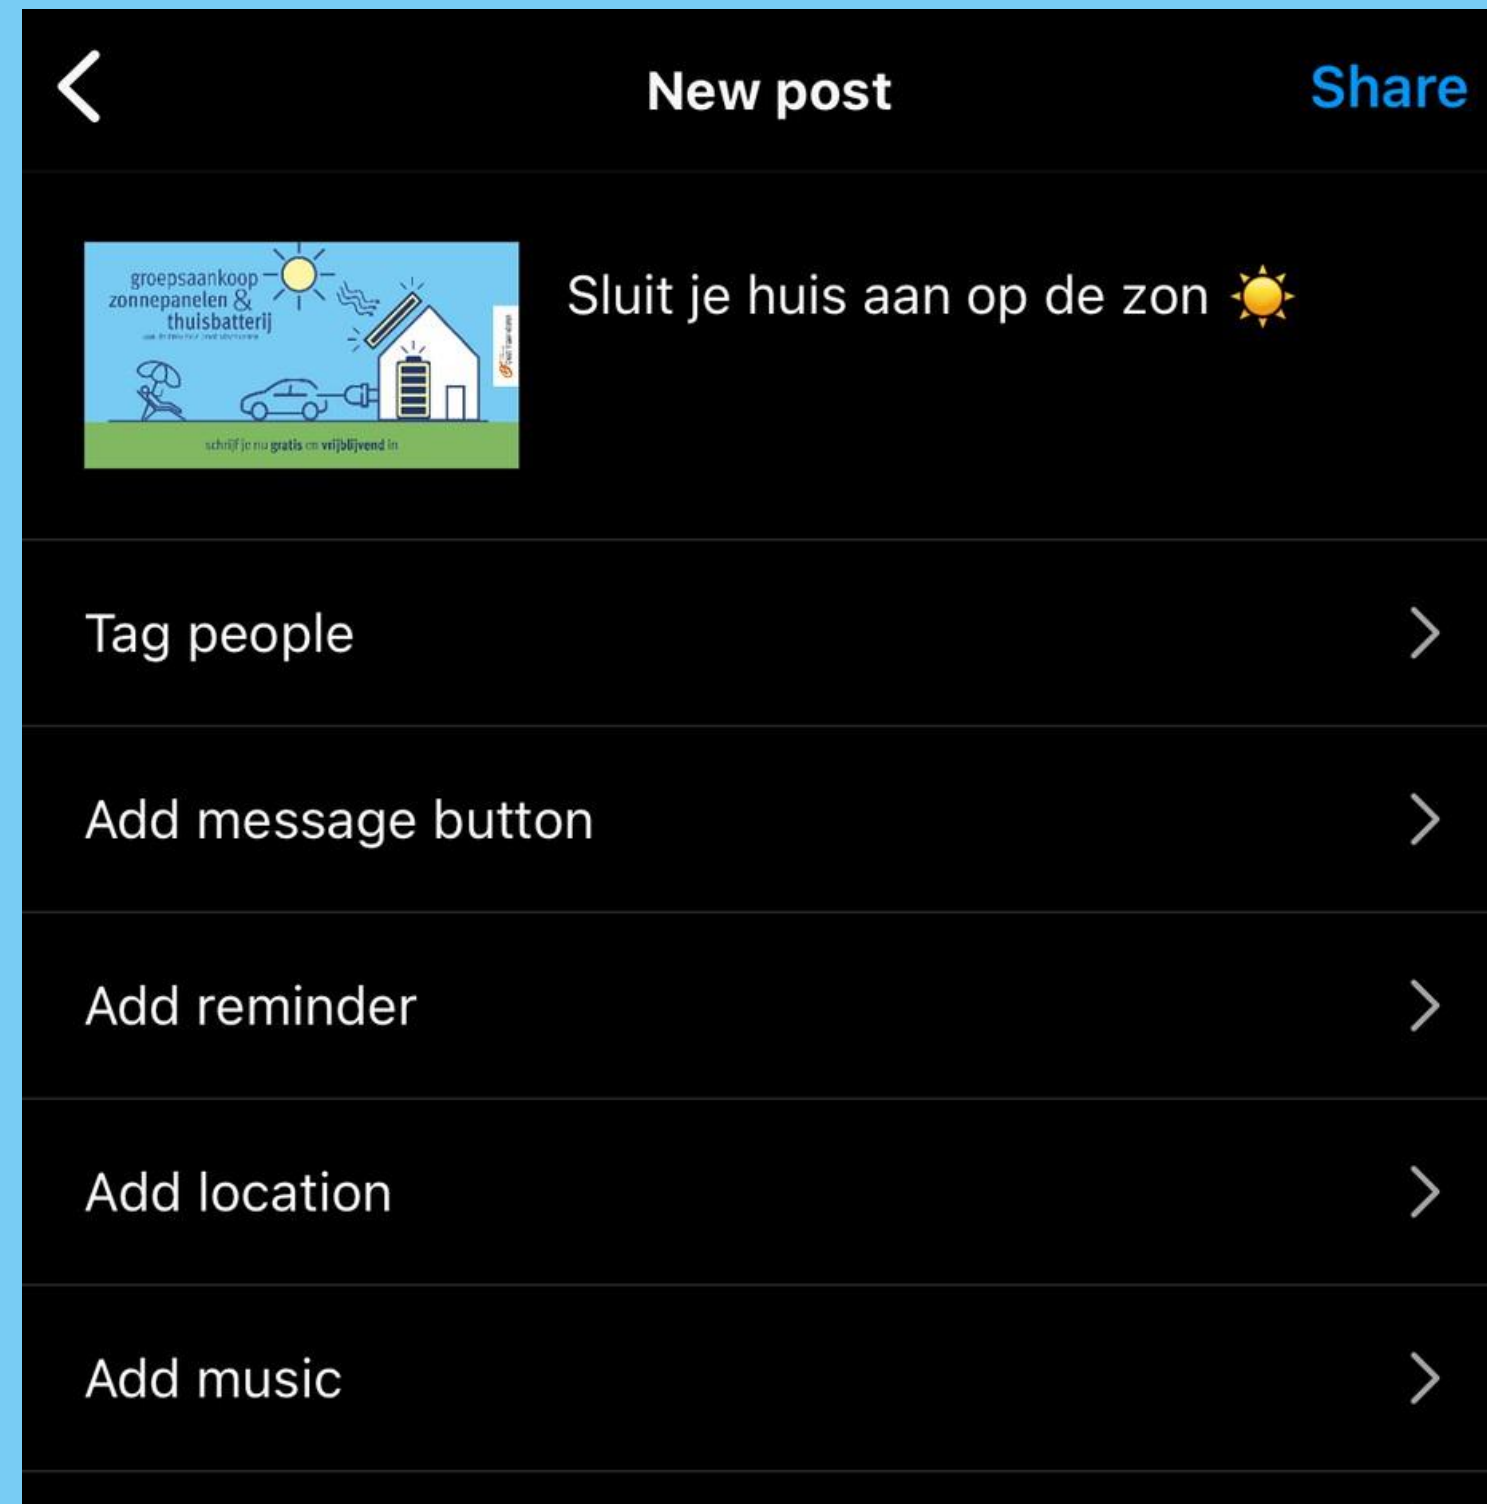 New post
Share
groepsaankoop
zonnepanelen &
thuisbatterij
schrijf je nu gratis en vrijblijvend in
Sluit je huis aan op de zon ☀️
Tag people
Add message button
Add reminder
Add location
Add music